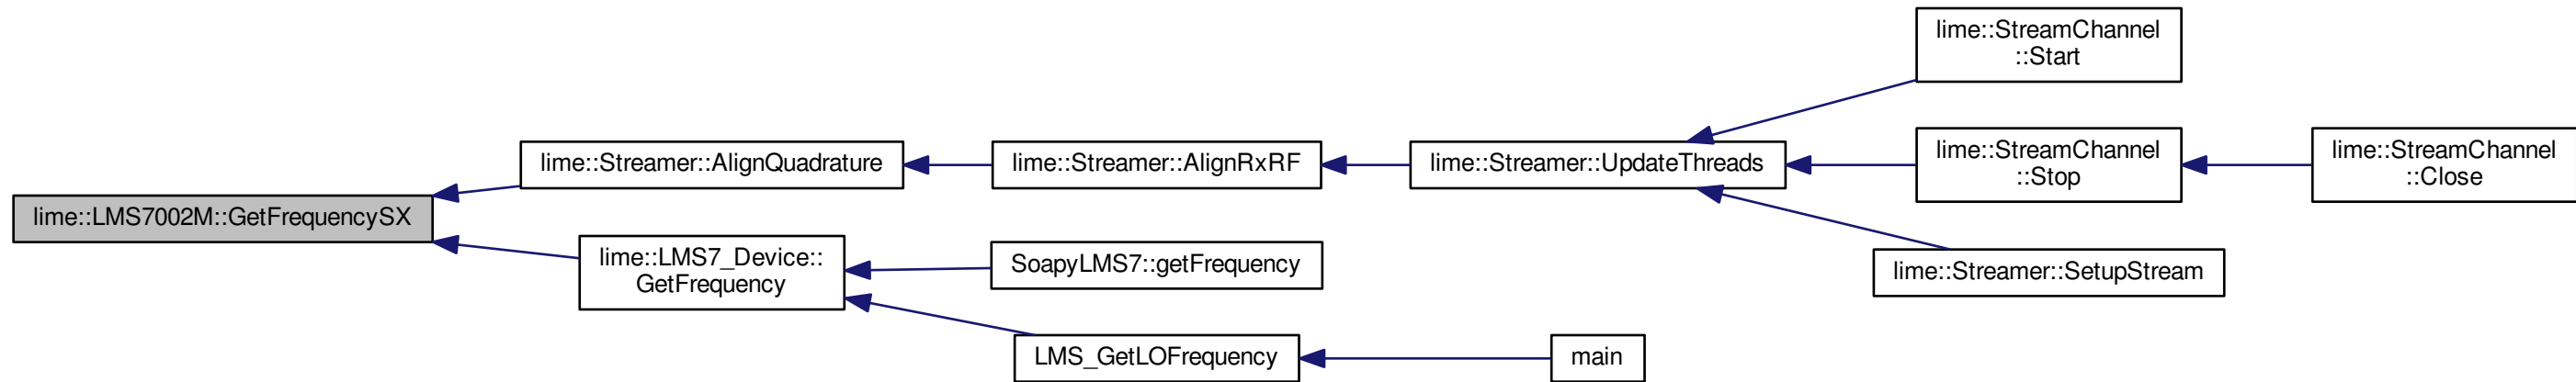 lime::LMS7002M::GetFrequencySX
lime::Streamer::AlignQuadrature
lime::LMS7_Device::
GetFrequency
lime::Streamer::AlignRxRF
SoapyLMS7::getFrequency
LMS_GetLOFrequency
lime::Streamer::UpdateThreads
main
lime::StreamChannel
::Start
lime::StreamChannel
::Stop
lime::Streamer::SetupStream
lime::StreamChannel
::Close